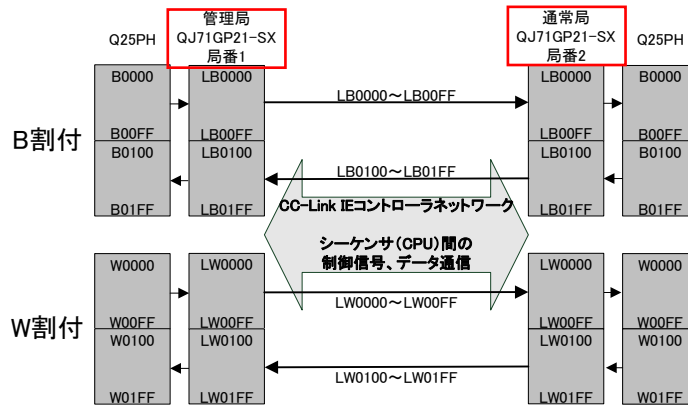 管理局
QJ71GP21-SX
局番1
通常局
QJ71GP21-SX
局番2
Q25PH
Q25PH
B割付
B0000
LB0000
LB0000
B0000
LB0000～LB00FF
B00FF
LB00FF
LB00FF
B00FF
B0100
LB0100
LB0100
B0100
LB0100～LB01FF
B01FF
LB01FF
LB01FF
B01FF
CC-Link IEコントローラネットワーク
シーケンサ（CPU）間の
制御信号、データ通信
W割付
W0000
LW0000
LW0000
W0000
LW0000～LW00FF
W00FF
LW00FF
LW00FF
W00FF
W0100
LW0100
LW0100
W0100
LW0100～LW01FF
W01FF
LW01FF
LW01FF
W01FF